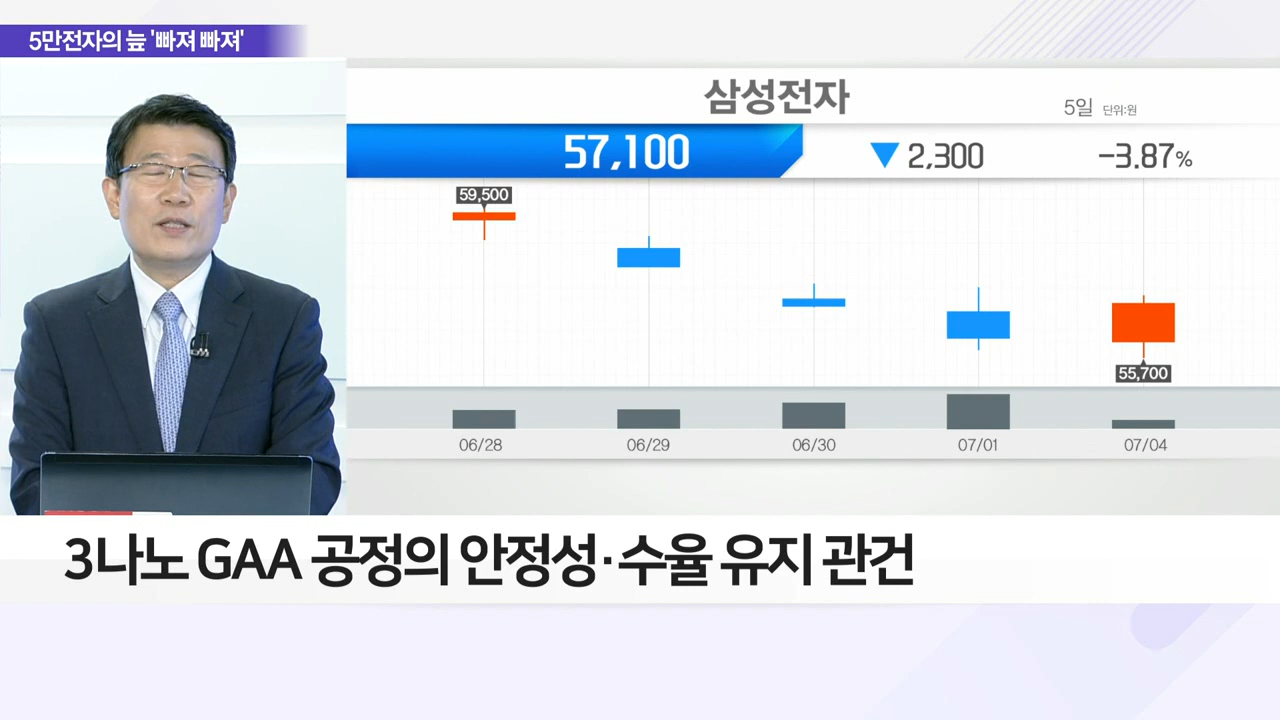 5만전자의 늪 '빠져 빠져'
삼성전자
5일 단위:원
57,100 ▼ 2,300 -3.87%
59,500
55,700
06/28 06/29 06/30 07/01 07/04
3나노 GAA 공정의 안정성·수율 유지 관건